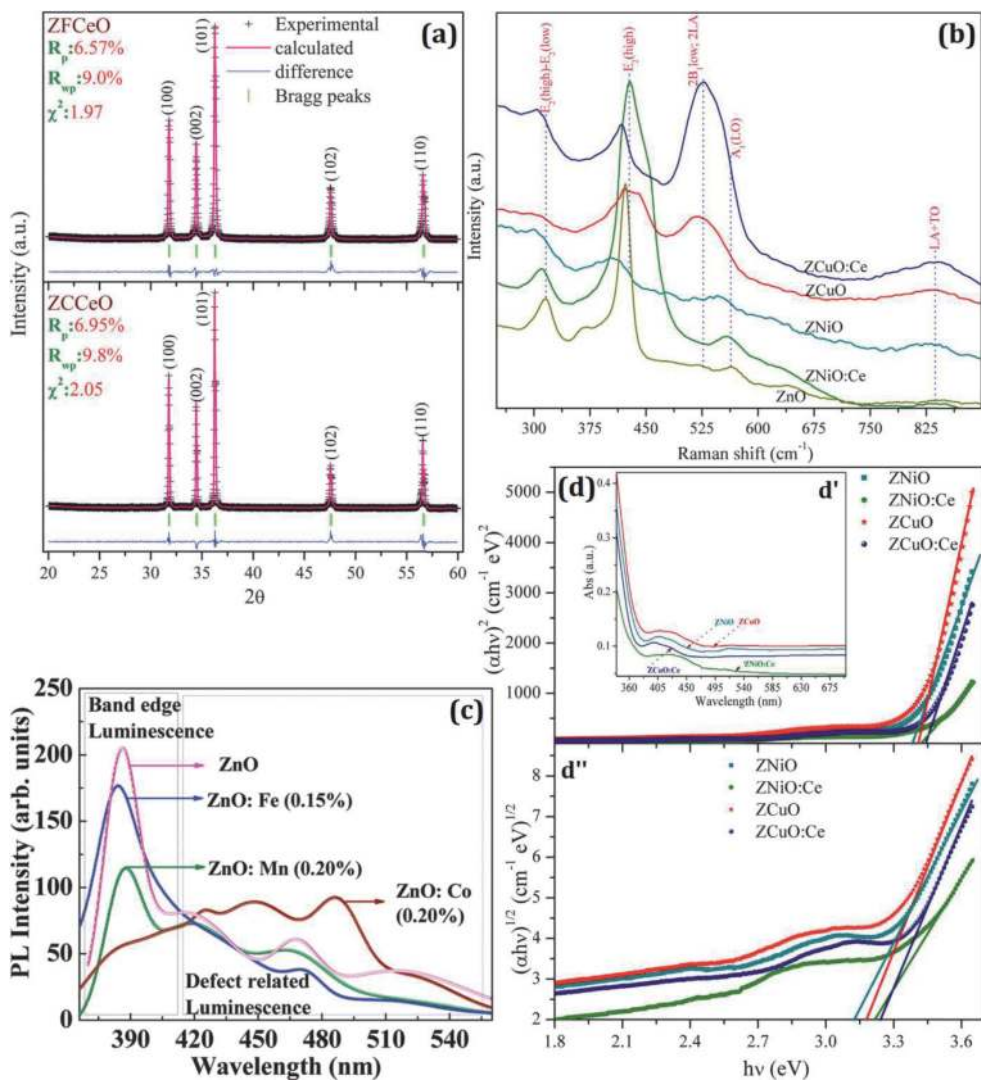 ZFCeO
Rp:6.57%
Rwp:9.0%
χ²:1.97
(a)
+ Experimental
calculated
difference
Bragg peaks
(100)
(002)
(101)
(102)
(110)
ZCCeO
Rp:6.95%
Rwp:9.8%
χ²:2.05
(100)
(002)
(101)
(102)
(110)
Intensity (a.u.)
20 25 30 35 40 45 50 55 60
2θ
(b)
E₂(high)-E₂(low)
E₂(high)
2B₁low; 2LA
A₁(LO)
LA+TO
ZCuO:Ce
ZCuO
ZNiO
ZNiO:Ce
ZnO
Intensity (a.u.)
300 375 450 525 600 675 750 825
Raman shift (cm⁻¹)
(c)
Band edge
Luminescence
ZnO
ZnO: Fe (0.15%)
ZnO: Mn (0.20%)
ZnO: Co
(0.20%)
Defect related
Luminescence
PL Intensity (arb. units)
250
200
150
100
50
0
390 420 450 480 510 540
Wavelength (nm)
(d)
d'
ZNiO
ZNiO:Ce
ZCuO
ZCuO:Ce
(αhν)² (cm⁻¹ eV)²
5000
4000
3000
2000
1000
Abs (a.u.)
0.4
0.3
0.2
0.1
ZNiO
ZCuO
ZCuO:Ce
ZNiO:Ce
360 405 450 495 540 585 630 675
Wavelength (nm)
d"
ZNiO
ZNiO:Ce
ZCuO
ZCuO:Ce
(αhν)^1/2 (cm⁻¹ eV)^1/2
8
7
6
5
4
3
2
1.8 2.1 2.4 2.7 3.0 3.3 3.6
hν (eV)